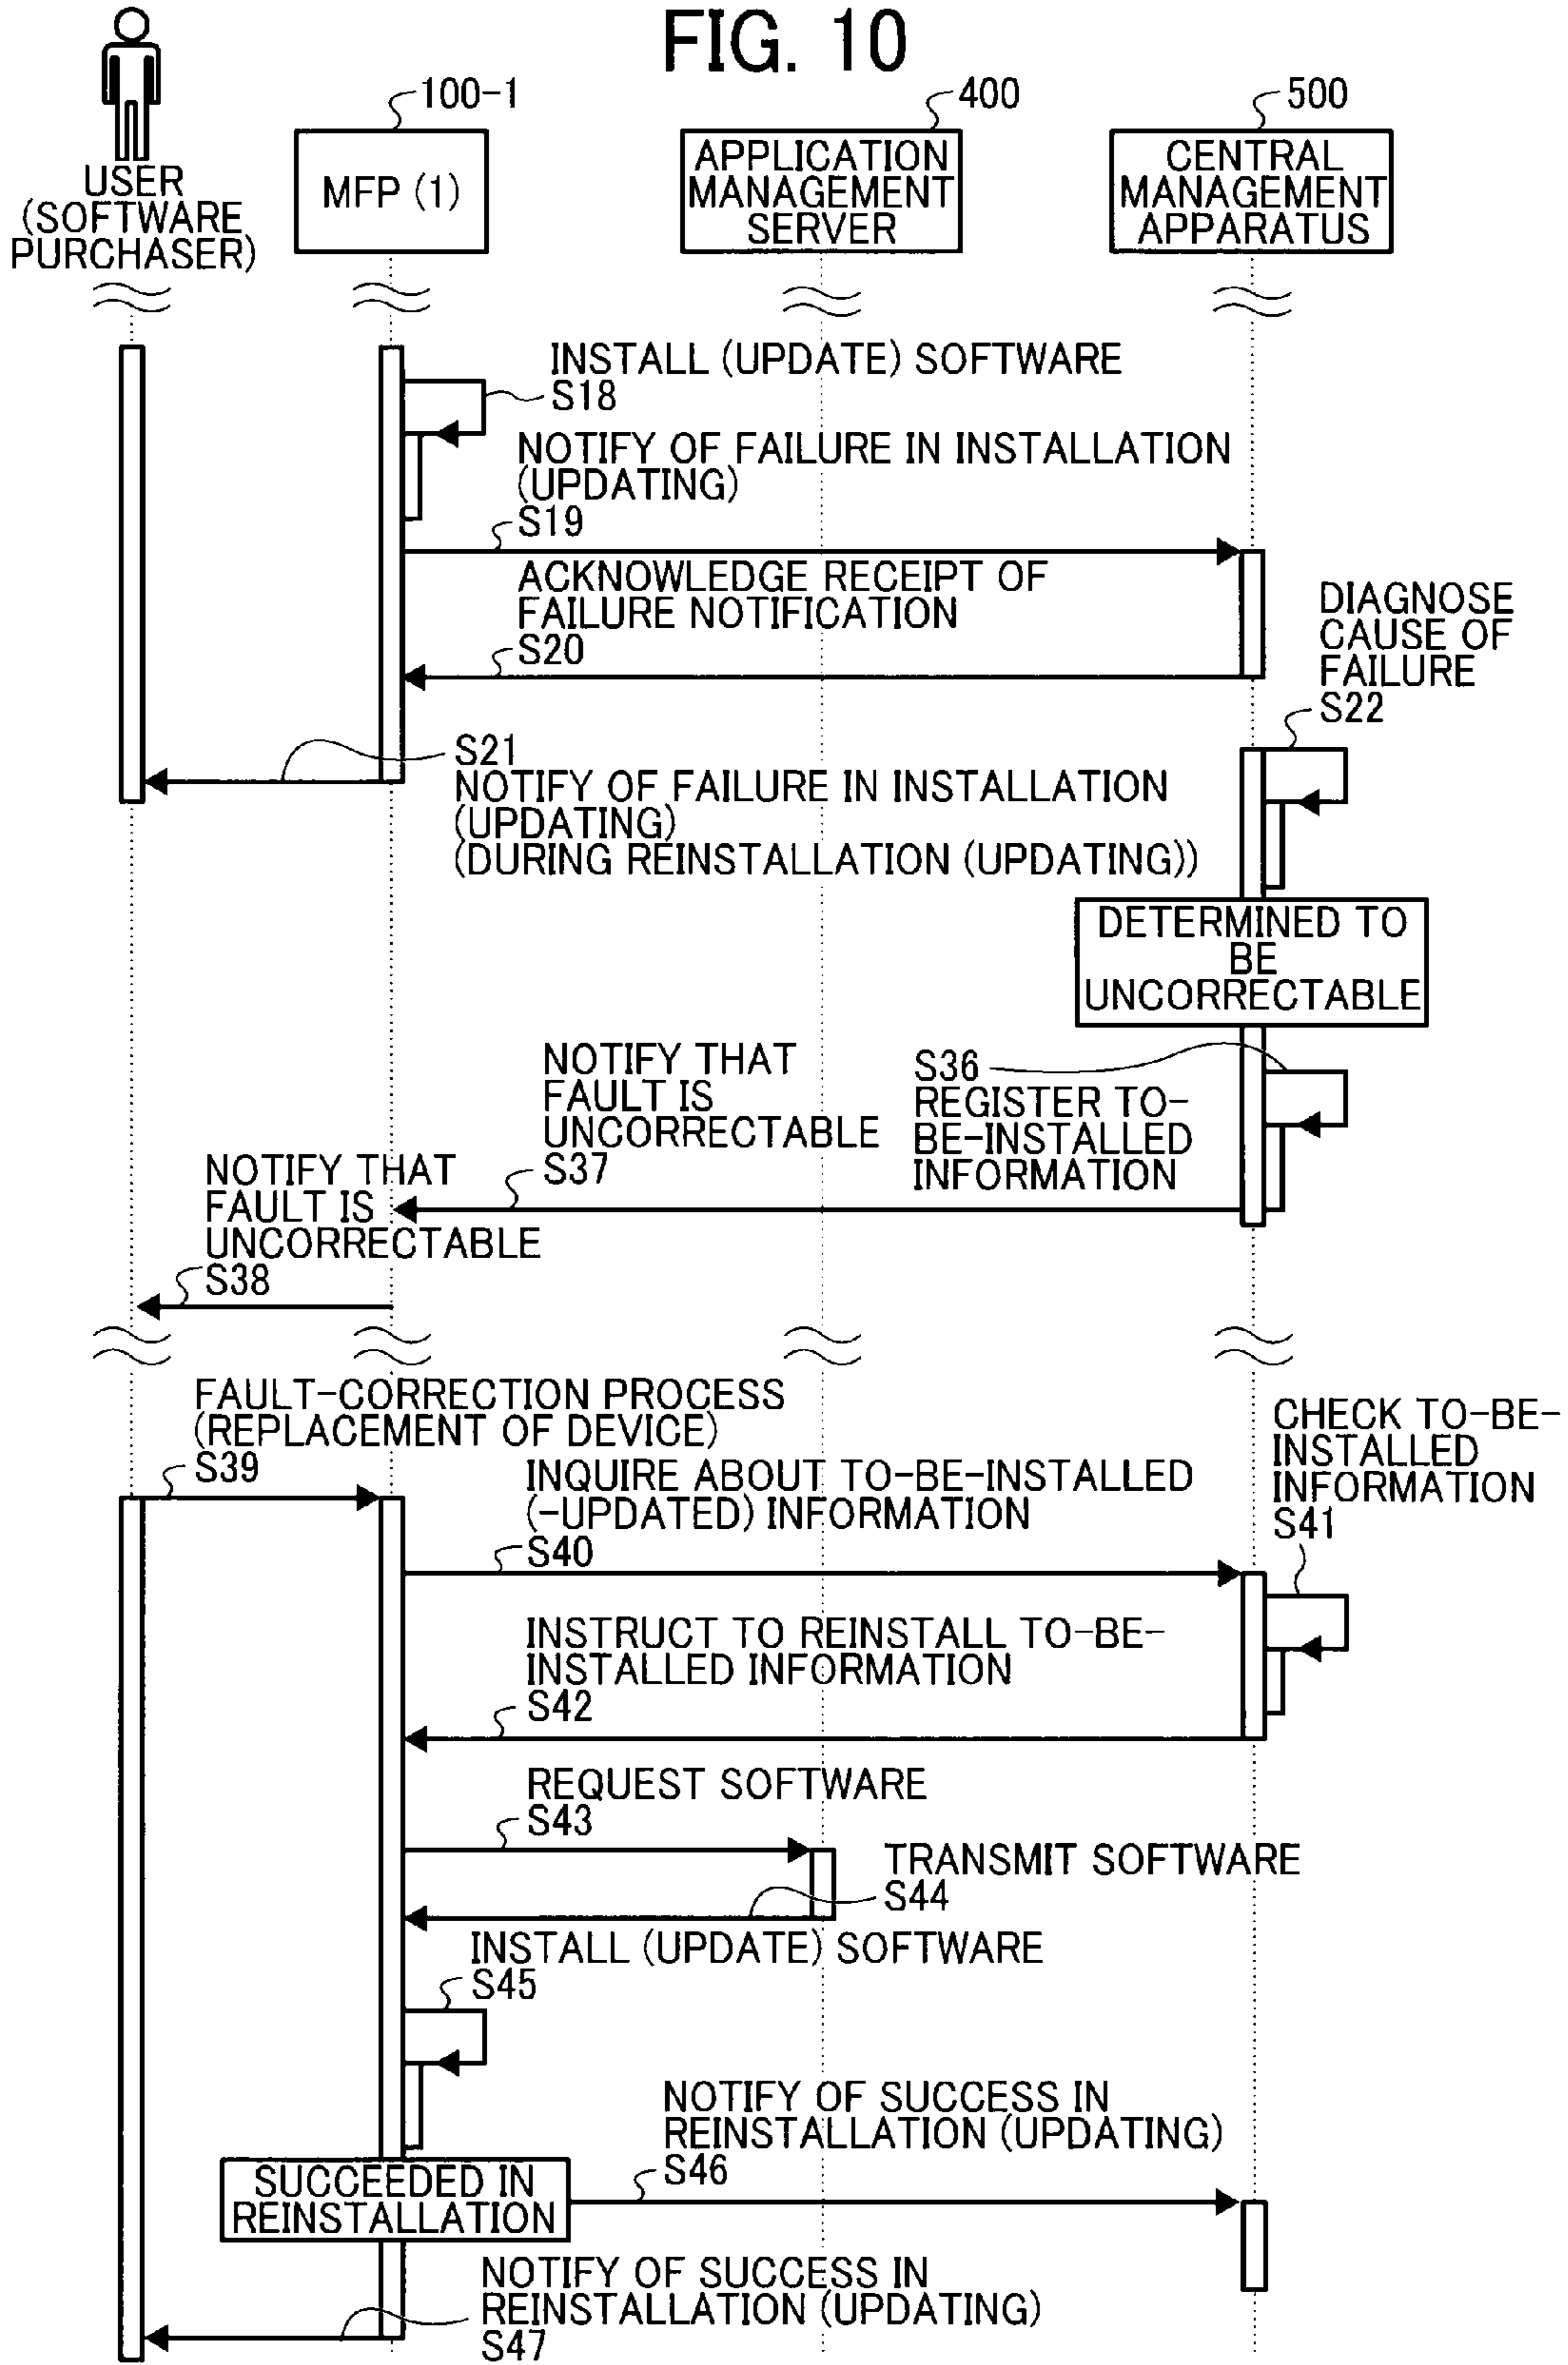 FIG. 10
100-1
400
500
USER
(SOFTWARE
PURCHASER)
MFP (1)
APPLICATION
MANAGEMENT
SERVER
CENTRAL
MANAGEMENT
APPARATUS
INSTALL (UPDATE) SOFTWARE
S18
NOTIFY OF FAILURE IN INSTALLATION
(UPDATING)
S19
ACKNOWLEDGE RECEIPT OF
FAILURE NOTIFICATION
S20
DIAGNOSE
CAUSE OF
FAILURE
S22
S21
NOTIFY OF FAILURE IN INSTALLATION
(UPDATING)
(DURING REINSTALLATION (UPDATING))
DETERMINED TO
BE
UNCORRECTABLE
S36
REGISTER TO-
BE-INSTALLED
INFORMATION
NOTIFY THAT
FAULT IS
UNCORRECTABLE
S37
NOTIFY THAT
FAULT IS
UNCORRECTABLE
S38
FAULT-CORRECTION PROCESS
(REPLACEMENT OF DEVICE)
S39
INQUIRE ABOUT TO-BE-INSTALLED
(-UPDATED) INFORMATION
S40
CHECK TO-BE-
INSTALLED
INFORMATION
S41
INSTRUCT TO REINSTALL TO-BE-
INSTALLED INFORMATION
S42
REQUEST SOFTWARE
S43
TRANSMIT SOFTWARE
S44
INSTALL (UPDATE) SOFTWARE
S45
NOTIFY OF SUCCESS IN
REINSTALLATION (UPDATING)
S46
SUCCEEDED IN
REINSTALLATION
NOTIFY OF SUCCESS IN
REINSTALLATION (UPDATING)
S47